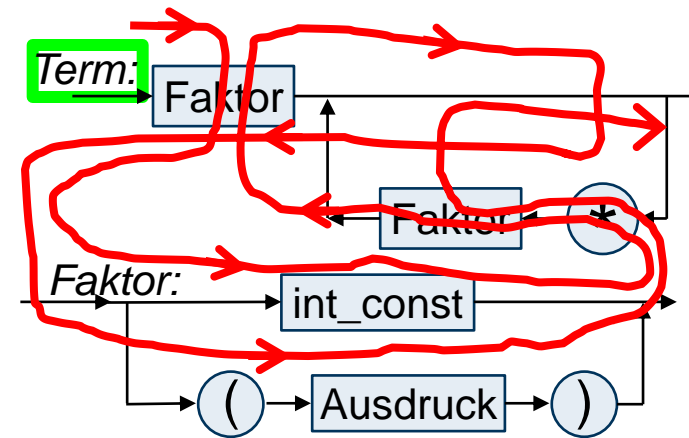 Term:
Faktor
Faktor *
Faktor:
int_const
( Ausdruck )